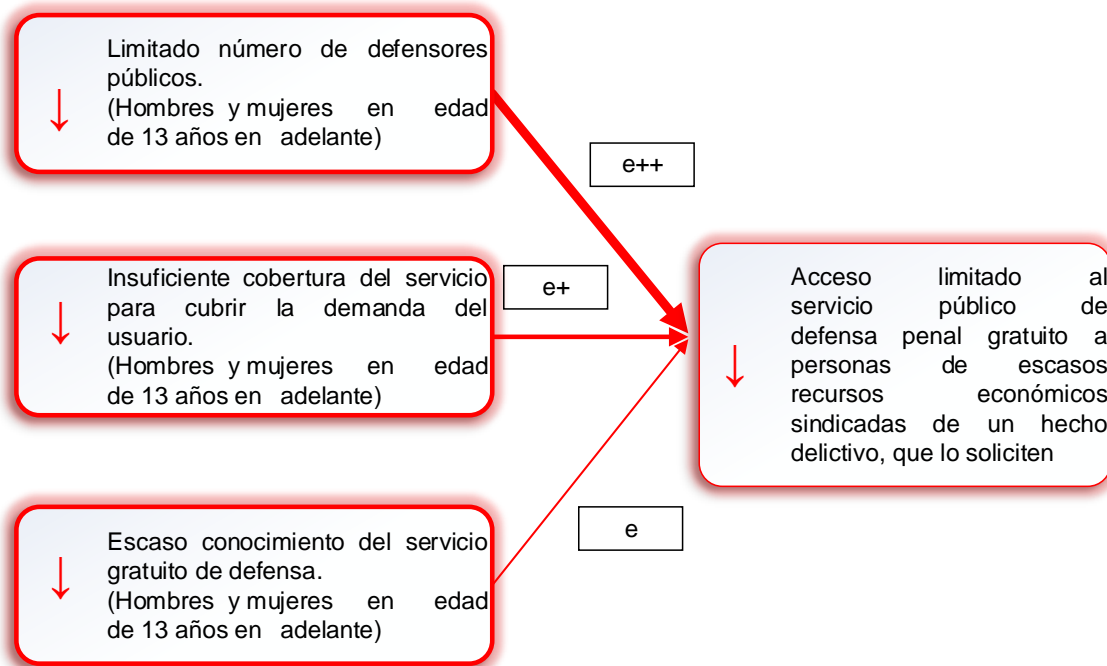 Limitado número de defensores
públicos.
(Hombres y mujeres en edad
de 13 años en adelante)
e++
Insuficiente cobertura del servicio
para cubrir la demanda del
usuario.
(Hombres y mujeres en edad
de 13 años en adelante)
e+
Acceso limitado al
servicio público de
defensa penal gratuito a
personas de escasos
recursos económicos
sindicadas de un hecho
delictivo, que lo soliciten
Escaso conocimiento del servicio
gratuito de defensa.
(Hombres y mujeres en edad
de 13 años en adelante)
e